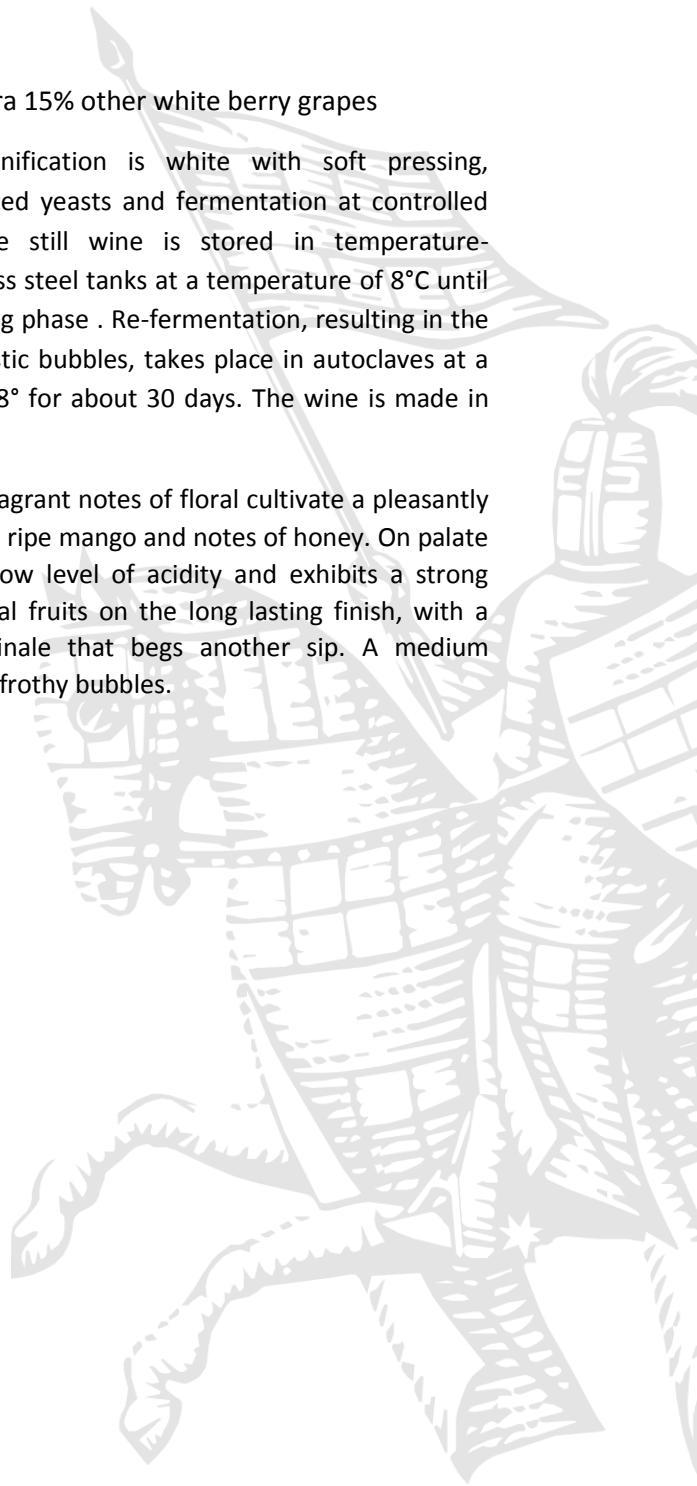 ra 15% other white berry grapes
nification is white with soft pressing,
ed yeasts and fermentation at controlled
e still wine is stored in temperature-
ss steel tanks at a temperature of 8°C until
g phase . Re-fermentation, resulting in the
stic bubbles, takes place in autoclaves at a
8° for about 30 days. The wine is made in
agrant notes of floral cultivate a pleasantly
ripe mango and notes of honey. On palate
ow level of acidity and exhibits a strong
al fruits on the long lasting finish, with a
inale that begs another sip. A medium
frothy bubbles.